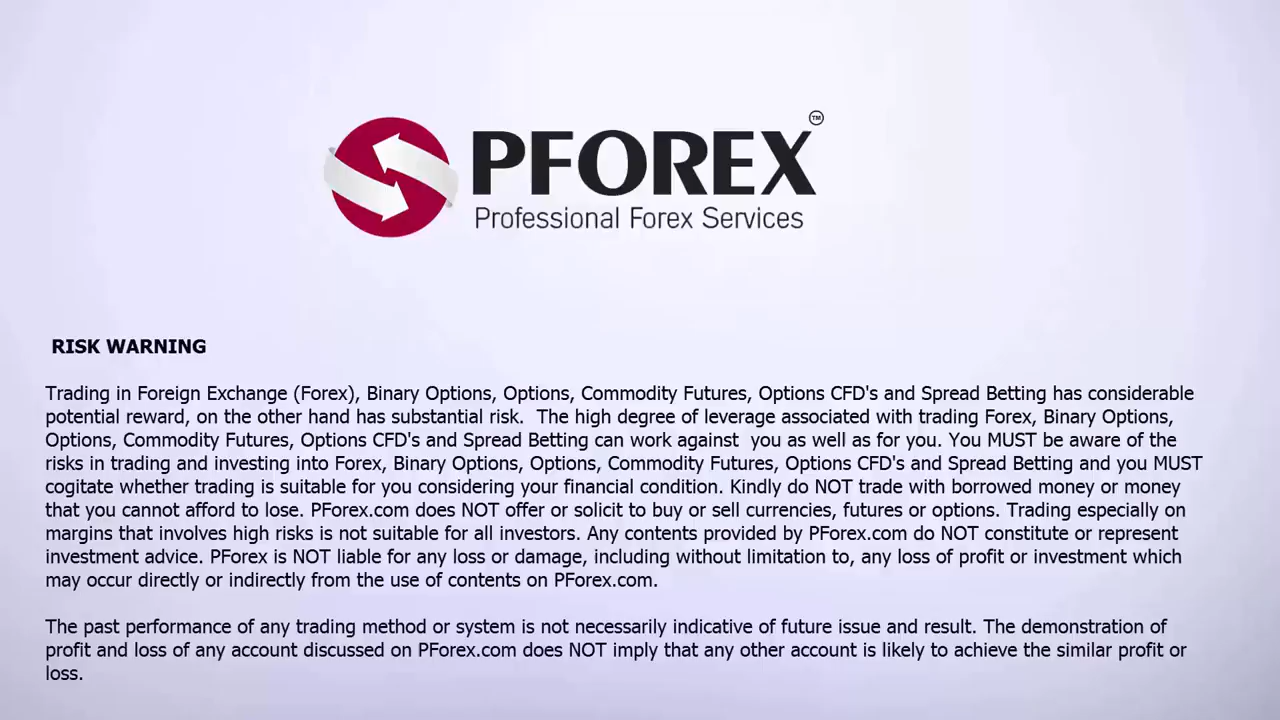 PFOREX
TM
Professional Forex Services
RISK WARNING
Trading in Foreign Exchange (Forex), Binary Options, Options, Commodity Futures, Options CFD's and Spread Betting has considerable
potential reward, on the other hand has substantial risk.  The high degree of leverage associated with trading Forex, Binary Options,
Options, Commodity Futures, Options CFD's and Spread Betting can work against  you as well as for you. You MUST be aware of the
risks in trading and investing into Forex, Binary Options, Options, Commodity Futures, Options CFD's and Spread Betting and you MUST
cogitate whether trading is suitable for you considering your financial condition. Kindly do NOT trade with borrowed money or money
that you cannot afford to lose. PForex.com does NOT offer or solicit to buy or sell currencies, futures or options. Trading especially on
margins that involves high risks is not suitable for all investors. Any contents provided by PForex.com do NOT constitute or represent
investment advice. PForex is NOT liable for any loss or damage, including without limitation to, any loss of profit or investment which
may occur directly or indirectly from the use of contents on PForex.com.
The past performance of any trading method or system is not necessarily indicative of future issue and result. The demonstration of
profit and loss of any account discussed on PForex.com does NOT imply that any other account is likely to achieve the similar profit or
loss.